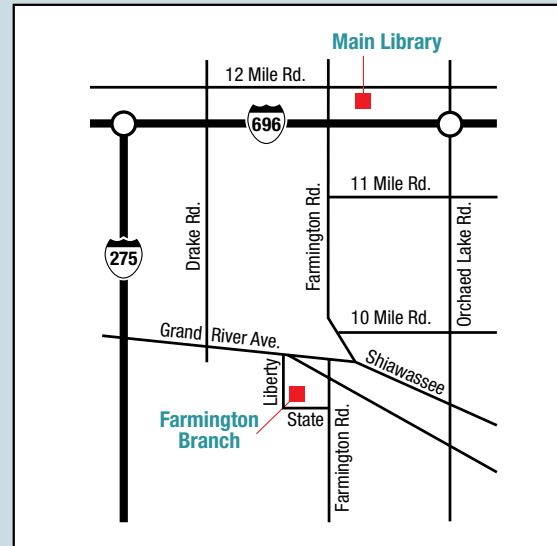 Main Library
12 Mile Rd.
696
11 Mile Rd.
Drake Rd.
Farmington Rd.
Orchaed Lake Rd.
275
10 Mile Rd.
Grand River Ave.
Shiawassee
Liberty
Farmington
Branch
State
Farmington Rd.